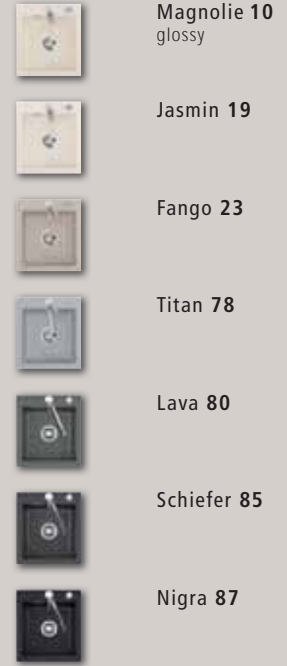 Magnolie 10
glossy
Jasmin 19
Fango 23
Titan 78
Lava 80
Schiefer 85
Nigra 87